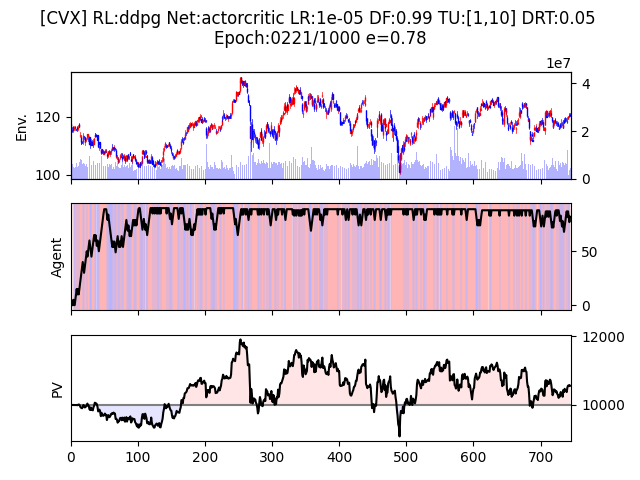 [CVX] RL:ddpg Net:actorcritic LR:1e-05 DF:0.99 TU:[1,10] DRT:0.05
Epoch:0221/1000 e=0.78
1e7
Env.
120
100
4
2
0
Agent
50
0
PV
12000
10000
0 100 200 300 400 500 600 700